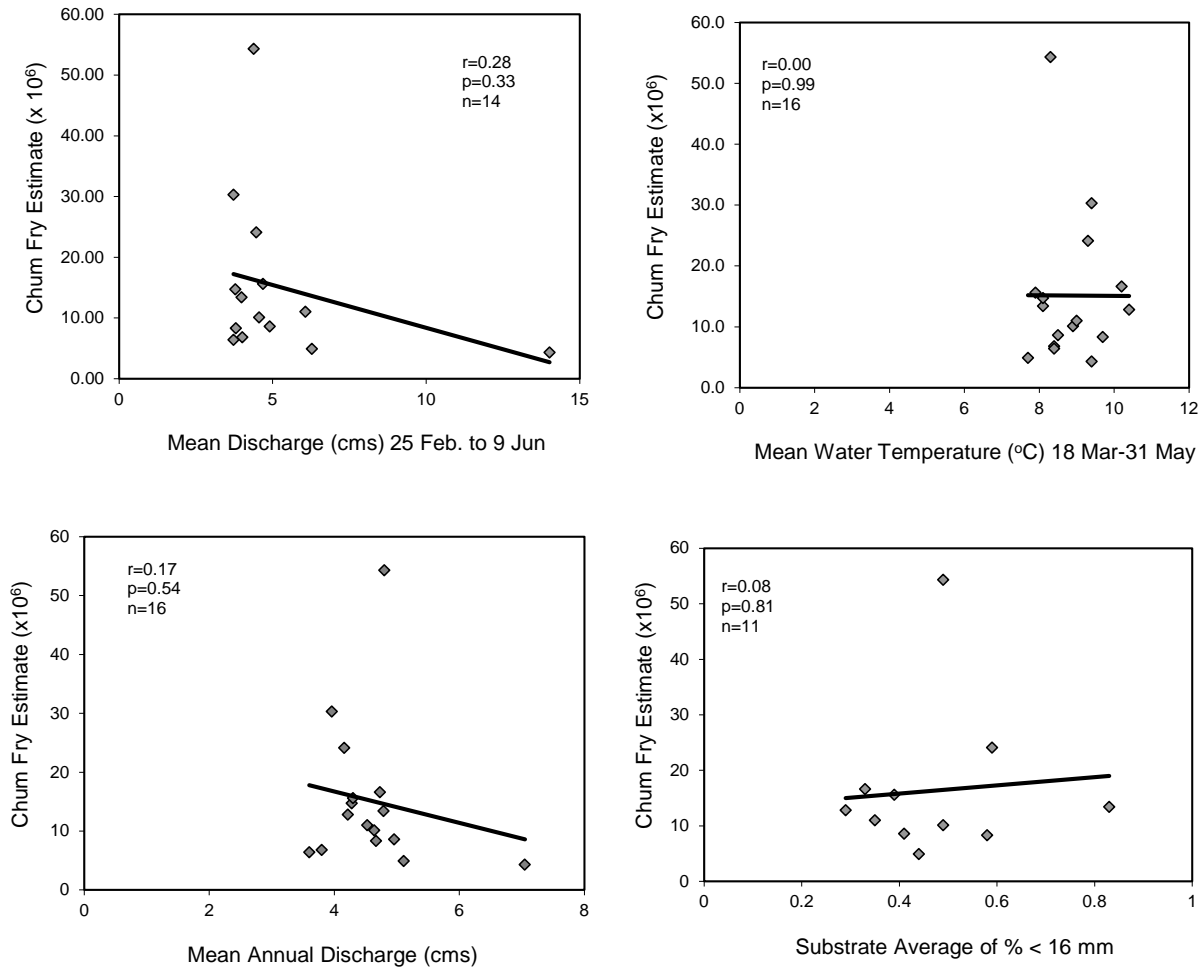 60.00
50.00
40.00
30.00
20.00
10.00
0.00
0
5
10
15
Chum Fry Estimate (x 10⁶)
r=0.28
p=0.33
n=14
Mean Discharge (cms) 25 Feb. to 9 Jun
60.0
50.0
40.0
30.0
20.0
10.0
0.0
0
2
4
6
8
10
12
Chum Fry Estimate (x10⁶)
r=0.00
p=0.99
n=16
Mean Water Temperature (ºC) 18 Mar-31 May
60
50
40
30
20
10
0
0
2
4
6
8
Chum Fry Estimate (x10⁶)
r=0.17
p=0.54
n=16
Mean Annual Discharge (cms)
60
50
40
30
20
10
0
0
0.2
0.4
0.6
0.8
1
Chum Fry Estimate (x10⁶)
r=0.08
p=0.81
n=11
Substrate Average of % < 16 mm